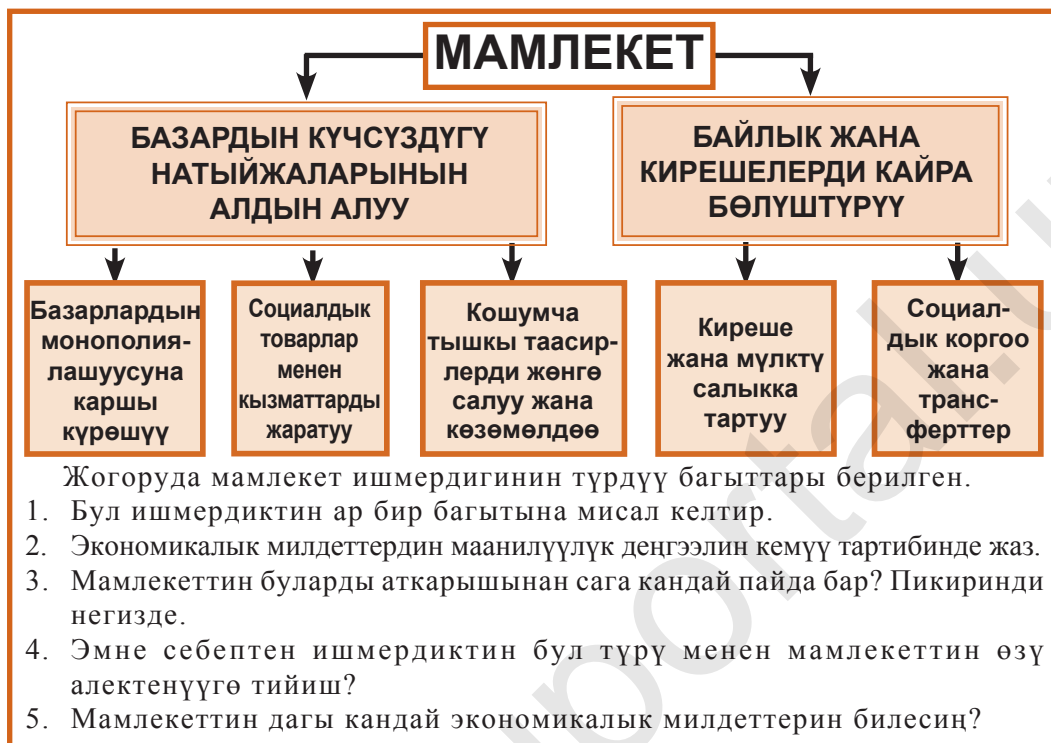 МАМЛЕКЕТ
БАЗАРДЫН КҮЧСҮЗДҮГҮ
НАТЫЙЖАЛАРЫНЫН
АЛДЫН АЛУУ
БАЙЛЫК ЖАНА
КИРЕШЕЛЕРДИ КАЙРА
БӨЛҮШТҮРҮҮ
Базарлардын
монополия-
лашуусуна
каршы
күрөшүү
Социалдык
товарлар
менен
кызматтарды
жаратуу
Кошумча
тышкы таасир-
лерди жөнгө
салуу жана
көзөмөлдөө
Киреше
жана мүлктү
салыкка
тартуу
Социал-
дык коргоо
жана
транс-
ферттер
Жогоруда мамлекет ишмердигинин түрдүү багыттары берилген.
1. Бул ишмердиктин ар бир багытына мисал келтир.
2. Экономикалык милдеттердин маанилүүлүк деңгээлин кемүү тартибинде жаз.
3. Мамлекеттин буларды аткарышынан сага кандай пайда бар? Пикиринди
негизде.
4. Эмне себептен ишмердиктин бул түрү менен мамлекеттин өзү
алектенүүгө тийиш?
5. Мамлекеттин дагы кандай экономикалык милдеттерин билесиң?